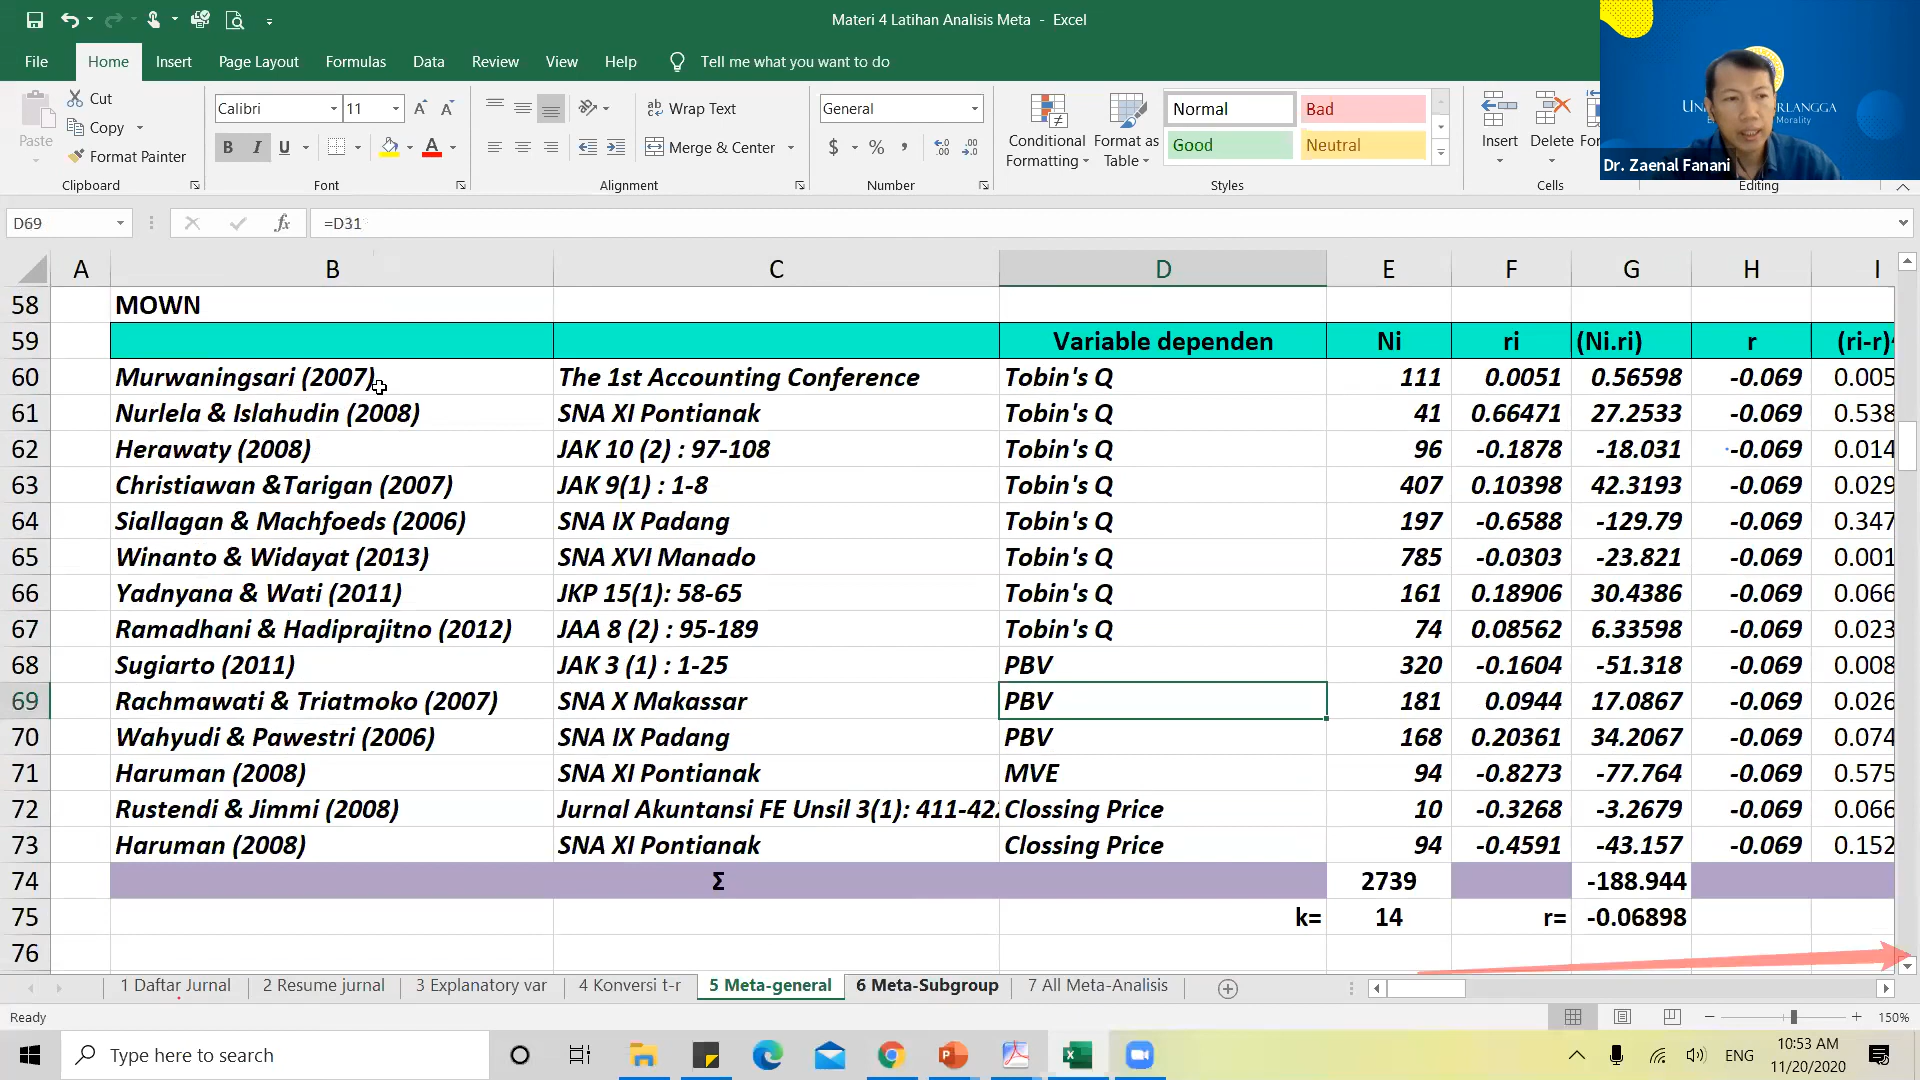 Materi 4 Latihan Analisis Meta - Excel
File Home Insert Page Layout Formulas Data Review View Help Tell me what you want to do
Cut
Copy
Format Painter
Paste
Clipboard
Calibri 11
B I U
Font
Wrap Text
Merge & Center
Alignment
General
$ % ,
Number
Conditional Formatting
Format as Table
Normal Bad
Good Neutral
Styles
Insert Delete
Cells
Editing
Dr. Zaenal Fanani
D69 fx =D31
A B C D E F G H I
58 MOWN
59 Variable dependen Ni ri (Ni.ri) r (ri-r)^
60 Murwaningsari (2007) The 1st Accounting Conference Tobin's Q 111 0.0051 0.56598 -0.069 0.005
61 Nurlela & Islahudin (2008) SNA XI Pontianak Tobin's Q 41 0.66471 27.2533 -0.069 0.538
62 Herawaty (2008) JAK 10 (2) : 97-108 Tobin's Q 96 -0.1878 -18.031 -0.069 0.014
63 Christiawan &Tarigan (2007) JAK 9(1) : 1-8 Tobin's Q 407 0.10398 42.3193 -0.069 0.029
64 Siallagan & Machfoeds (2006) SNA IX Padang Tobin's Q 197 -0.6588 -129.79 -0.069 0.347
65 Winanto & Widayat (2013) SNA XVI Manado Tobin's Q 785 -0.0303 -23.821 -0.069 0.001
66 Yadnyana & Wati (2011) JKP 15(1): 58-65 Tobin's Q 161 0.18906 30.4386 -0.069 0.066
67 Ramadhani & Hadiprajitno (2012) JAA 8 (2) : 95-189 Tobin's Q 74 0.08562 6.33598 -0.069 0.023
68 Sugiarto (2011) JAK 3 (1) : 1-25 PBV 320 -0.1604 -51.318 -0.069 0.008
69 Rachmawati & Triatmoko (2007) SNA X Makassar PBV 181 0.0944 17.0867 -0.069 0.026
70 Wahyudi & Pawestri (2006) SNA IX Padang PBV 168 0.20361 34.2067 -0.069 0.074
71 Haruman (2008) SNA XI Pontianak MVE 94 -0.8273 -77.764 -0.069 0.575
72 Rustendi & Jimmi (2008) Jurnal Akuntansi FE Unsil 3(1): 411-422 Clossing Price 10 -0.3268 -3.2679 -0.069 0.066
73 Haruman (2008) SNA XI Pontianak Clossing Price 94 -0.4591 -43.157 -0.069 0.152
74 Σ 2739 -188.944
75 k= 14 r= -0.06898
76
1 Daftar Jurnal 2 Resume jurnal 3 Explanatory var 4 Konversi t-r 5 Meta-general 6 Meta-Subgroup 7 All Meta-Analysis
Ready 150%
Type here to search ENG 10:53 AM
11/20/2020